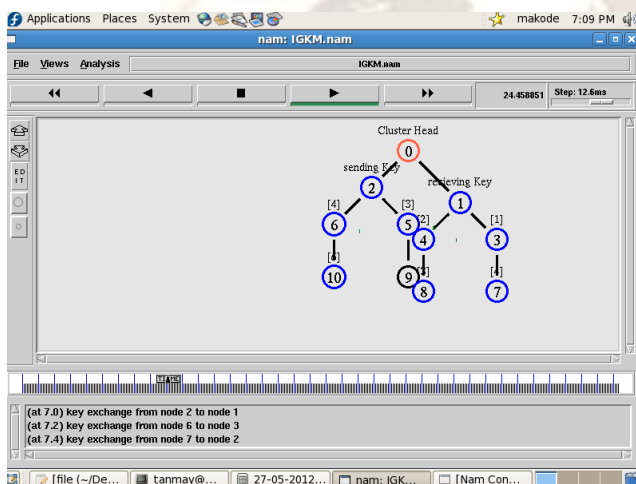 Applications Places System makode 7:09 PM
nam: IGKM.nam
File Views Analysis IGKM.nam
24.458851 Step: 12.6ms
E D
I T
Cluster Head
0
sending Key
recieving Key
2
1
[4] [3] [2] [1]
6 5 4 3
10 9 8 7
TIME
(at 7.0) key exchange from node 2 to node 1
(at 7.2) key exchange from node 6 to node 3
(at 7.4) key exchange from node 7 to node 2
[file (~/De... tanmay@... 27-05-2012... nam: IGK... [Nam Con...